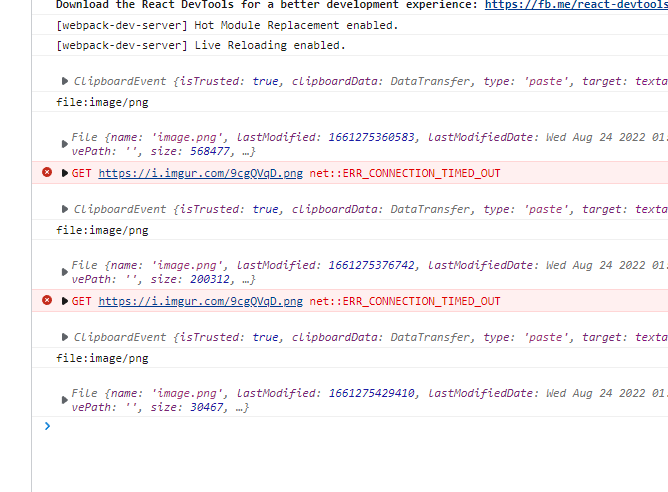 Download the React DevTools for a better development experience: https://fb.me/react-devtools
[webpack-dev-server] Hot Module Replacement enabled.
[webpack-dev-server] Live Reloading enabled.
ClipboardEvent {isTrusted: true, clipboardData: DataTransfer, type: 'paste', target: texta
file:image/png
File {name: 'image.png', lastModified: 1661275360583, lastModifiedDate: Wed Aug 24 2022 01.
vePath: '', size: 568477, …}
GET https://i.imgur.com/9cgQVqD.png net::ERR_CONNECTION_TIMED_OUT
ClipboardEvent {isTrusted: true, clipboardData: DataTransfer, type: 'paste', target: texta
file:image/png
File {name: 'image.png', lastModified: 1661275376742, lastModifiedDate: Wed Aug 24 2022 01.
vePath: '', size: 200312, …}
GET https://i.imgur.com/9cgQVqD.png net::ERR_CONNECTION_TIMED_OUT
ClipboardEvent {isTrusted: true, clipboardData: DataTransfer, type: 'paste', target: texta
file:image/png
File {name: 'image.png', lastModified: 1661275429410, lastModifiedDate: Wed Aug 24 2022 01.
vePath: '', size: 30467, …}